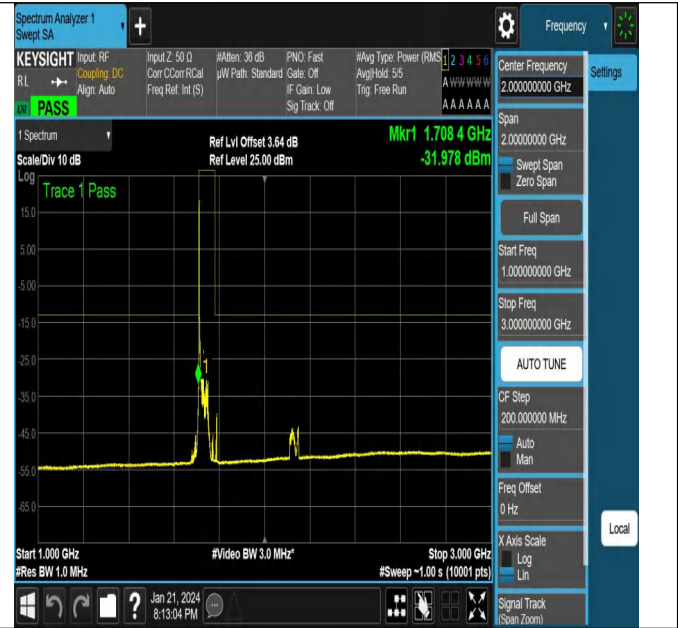 Spectrum Analyzer 1
Swept SA
+
Frequency
KEYSIGHT
Input: RF
Coupling: DC
Align: Auto
Input Z: 50 Ω
Corr CCorr RCal
Freq Ref: Int (S)
#Atten: 36 dB
µW Path: Standard
PNO: Fast
Gate: Off
IF Gain: Low
Sig Track: Off
#Avg Type: Power (RMS
Avg|Hold: 5/5
Trig: Free Run
1 2 3 4 5 6
A W W W W W
A A A A A A
RL
EXT
PASS
1 Spectrum
Scale/Div 10 dB
Ref Lvl Offset 3.64 dB
Ref Level 25.00 dBm
Mkr1 1.708 4 GHz
-31.978 dBm
Log
Trace 1 Pass
15.0
5.00
-5.00
-15.0
-25.0
-35.0
-45.0
-55.0
-65.0
Start 1.000 GHz
#Video BW 3.0 MHz*
Stop 3.000 GHz
#Res BW 1.0 MHz
#Sweep ~1.00 s (10001 pts)
Jan 21, 2024
8:13:04 PM
Center Frequency
2.000000000 GHz
Settings
Span
2.00000000 GHz
Swept Span
Zero Span
Full Span
Start Freq
1.000000000 GHz
Stop Freq
3.000000000 GHz
AUTO TUNE
CF Step
200.000000 MHz
Auto
Man
Freq Offset
0 Hz
X Axis Scale
Log
Lin
Local
Signal Track
(Span Zoom)